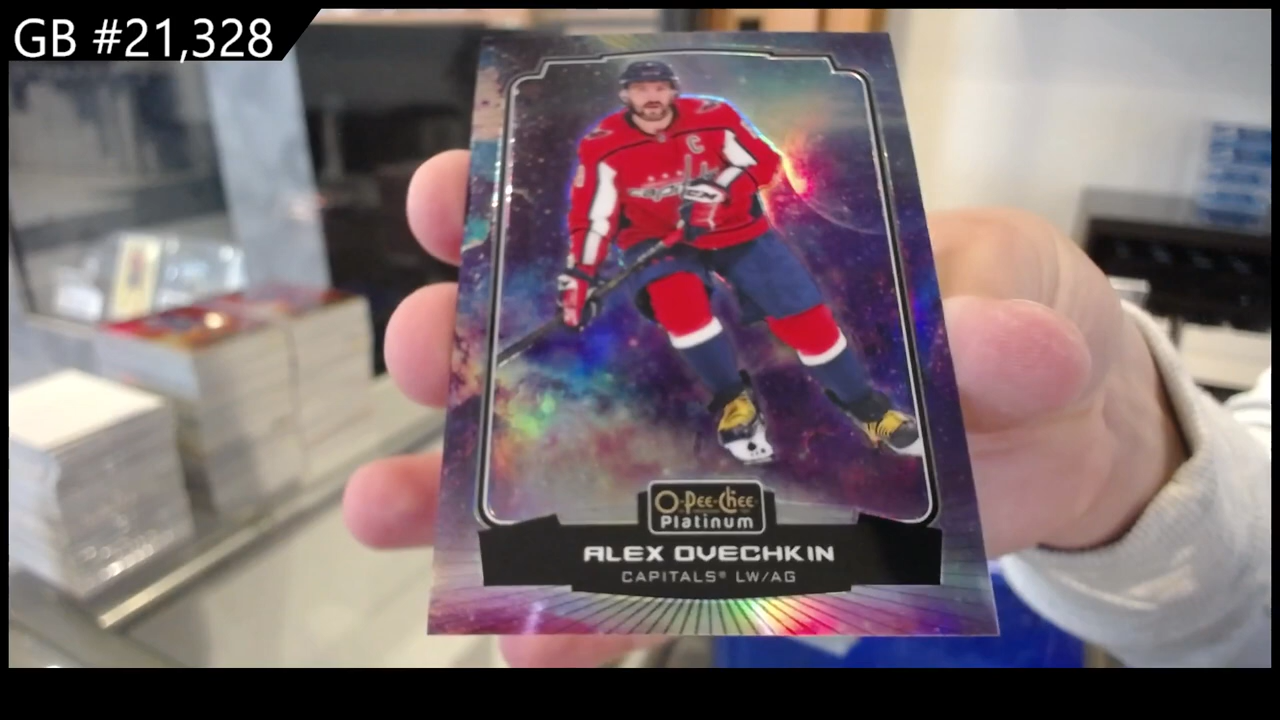 GB #21,328
C
O-Pee-Chee
Platinum
ALEX OVECHKIN
CAPITALS® LW/AG